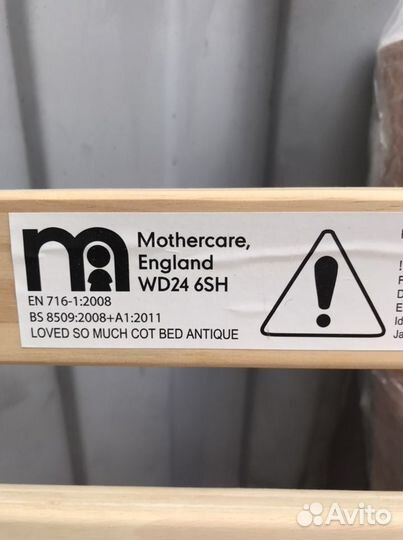 Mothercare,
England
WD24 6SH
EN 716-1:2008
BS 8509:2008+A1:2011
LOVED SO MUCH COT BED ANTIQUE
!
Avito